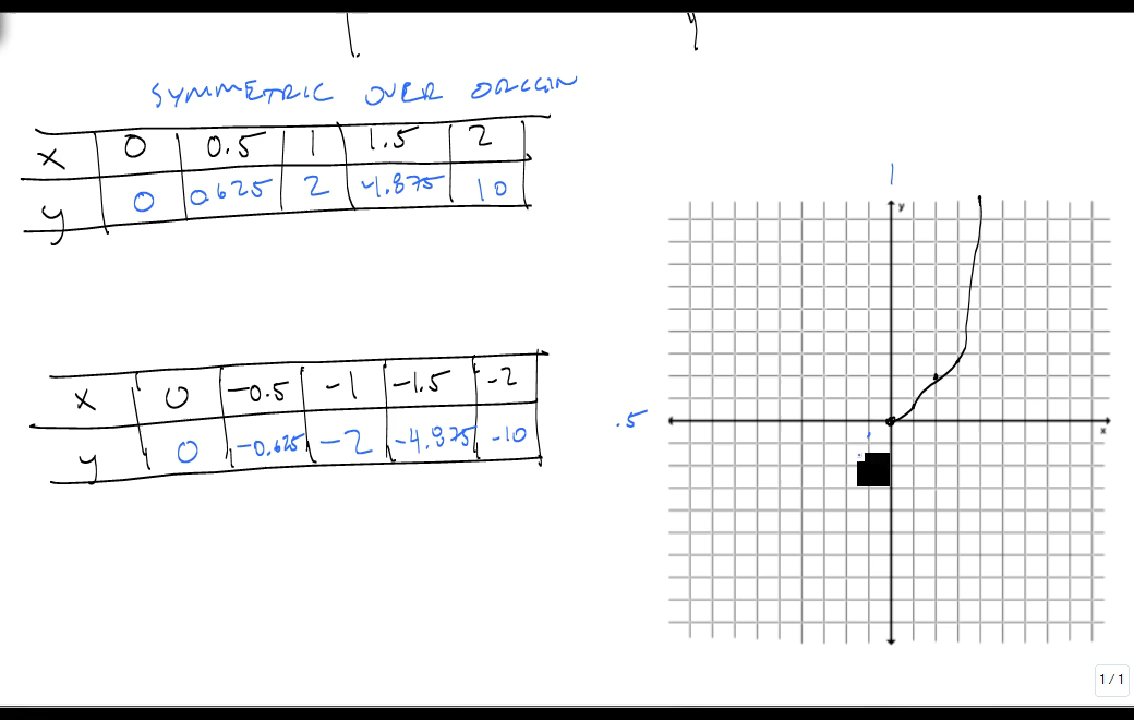 SYMMETRIC OVER ORIGIN
x 0 0.5 1 1.5 2
y 0 0.625 2 4.875 10
x 0 -0.5 -1 -1.5 -2
y 0 -0.625 -2 -4.875 -10
1
y
.5
x
1 / 1